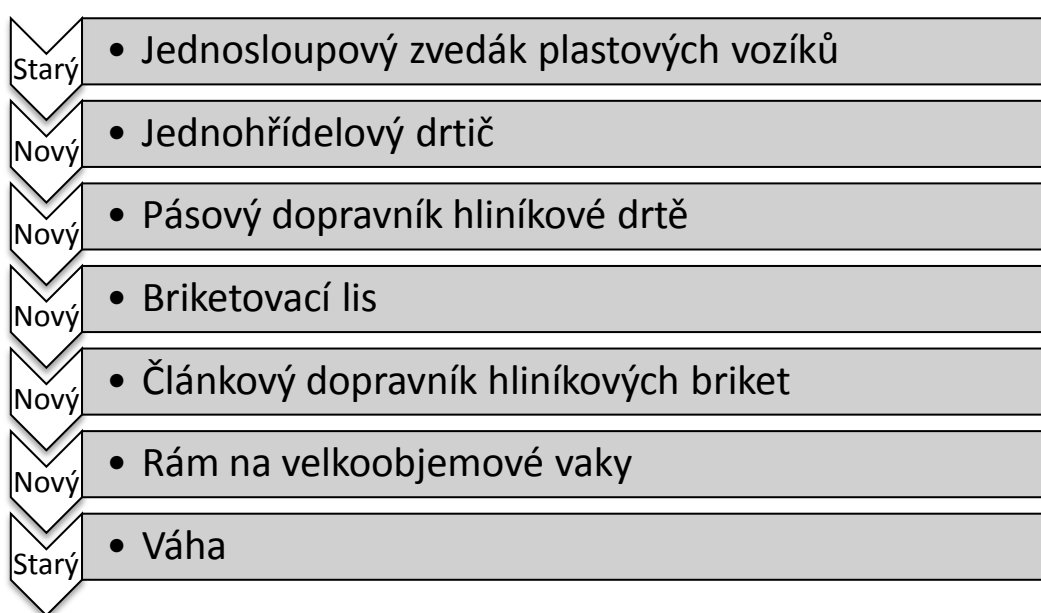 Starý
• Jednosloupový zvedák plastových vozíků
Nový
• Jednohřídelový drtič
Nový
• Pásový dopravník hliníkové drtě
Nový
• Briketovací lis
Nový
• Článkový dopravník hliníkových briket
Nový
• Rám na velkoobjemové vaky
Starý
• Váha